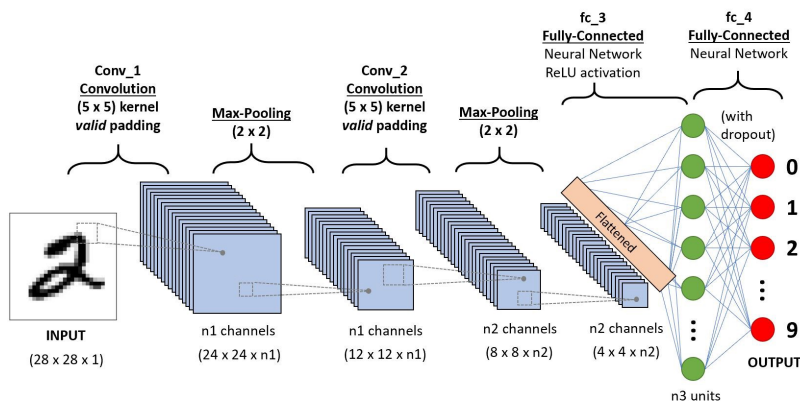 fc_3
Fully-Connected
Neural Network
ReLU activation
fc_4
Fully-Connected
Neural Network
Conv_1
Convolution
(5 x 5) kernel
valid padding
Max-Pooling
(2 x 2)
Conv_2
Convolution
(5 x 5) kernel
valid padding
Max-Pooling
(2 x 2)
(with
dropout)
Flattened
0
1
2
9
OUTPUT
INPUT
(28 x 28 x 1)
n1 channels
(24 x 24 x n1)
n1 channels
(12 x 12 x n1)
n2 channels
(8 x 8 x n2)
n2 channels
(4 x 4 x n2)
n3 units
2